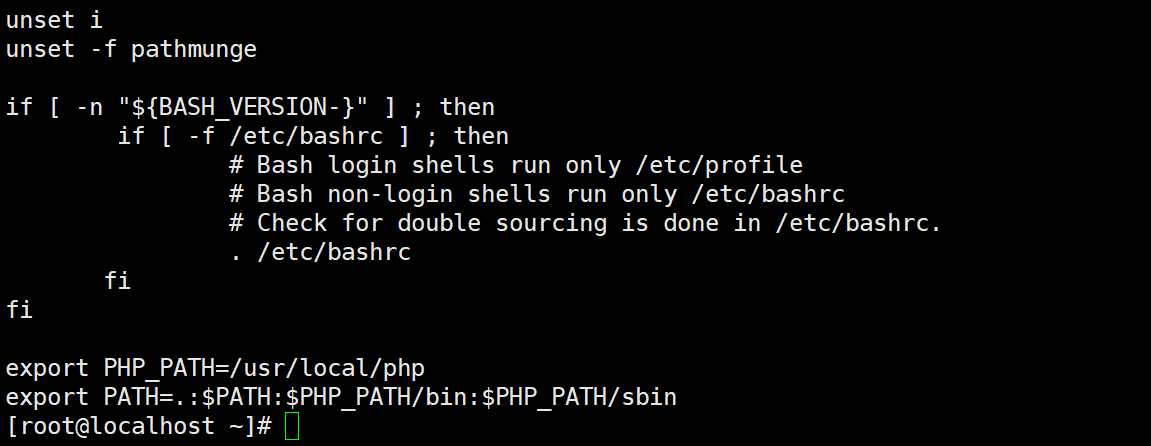 unset i
unset -f pathmunge
if [ -n "${BASH_VERSION-}" ] ; then
        if [ -f /etc/bashrc ] ; then
                # Bash login shells run only /etc/profile
                # Bash non-login shells run only /etc/bashrc
                # Check for double sourcing is done in /etc/bashrc.
                . /etc/bashrc
       fi
fi
export PHP_PATH=/usr/local/php
export PATH=.:$PATH:$PHP_PATH/bin:$PHP_PATH/sbin
[root@localhost ~]#